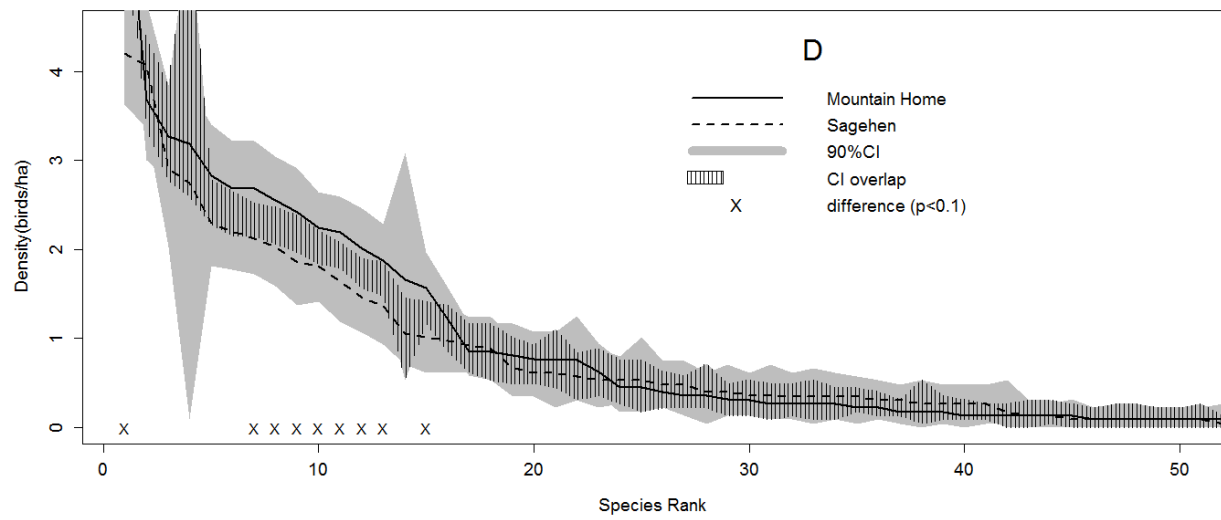 D
Mountain Home
Sagehen
90%CI
CI overlap
X difference (p<0.1)
Density(birds/ha)
4
3
2
1
0
X X X X X X X X X
0 10 20 30 40 50
Species Rank